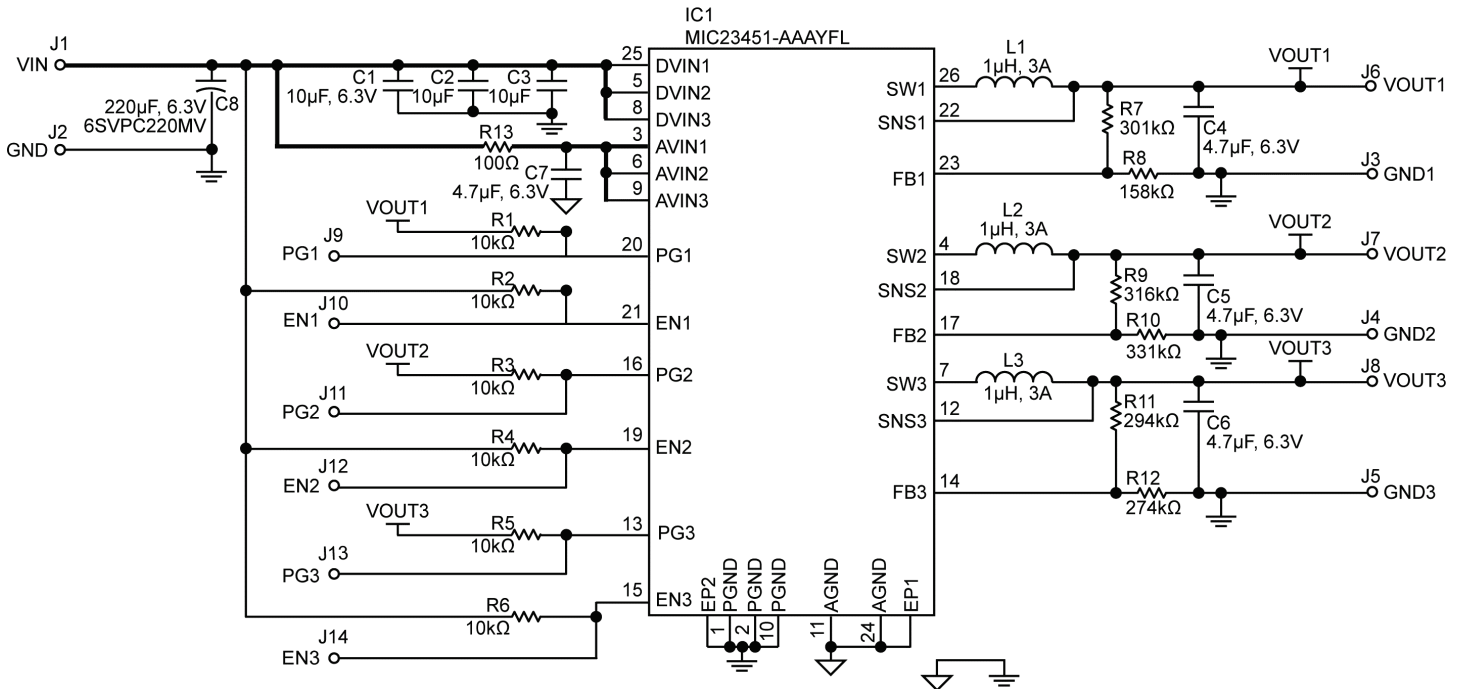 IC1
MIC23451-AAAYFL
J1
VIN
J2
GND
220µF, 6.3V
6SVPC220MV
C8
C1
10µF, 6.3V
C2
10µF
C3
10µF
R13
100Ω
C7
4.7µF, 6.3V
25
DVIN1
5
DVIN2
8
DVIN3
3
AVIN1
6
AVIN2
9
AVIN3
VOUT1
R1
10kΩ
J9
PG1
20
PG1
R2
10kΩ
J10
EN1
21
EN1
VOUT2
R3
10kΩ
J11
PG2
16
PG2
R4
10kΩ
J12
EN2
19
EN2
VOUT3
R5
10kΩ
J13
PG3
13
PG3
R6
10kΩ
J14
EN3
15
EN3
EP2
PGND
PGND
PGND
AGND
AGND
EP1
1
2
10
11
24
SW1
26
L1
1µH, 3A
VOUT1
J6
VOUT1
SNS1
22
R7
301kΩ
C4
4.7µF, 6.3V
FB1
23
R8
158kΩ
J3
GND1
SW2
4
L2
1µH, 3A
VOUT2
J7
VOUT2
SNS2
18
R9
316kΩ
C5
4.7µF, 6.3V
FB2
17
R10
331kΩ
J4
GND2
SW3
7
L3
1µH, 3A
VOUT3
J8
VOUT3
SNS3
12
R11
294kΩ
C6
4.7µF, 6.3V
FB3
14
R12
274kΩ
J5
GND3